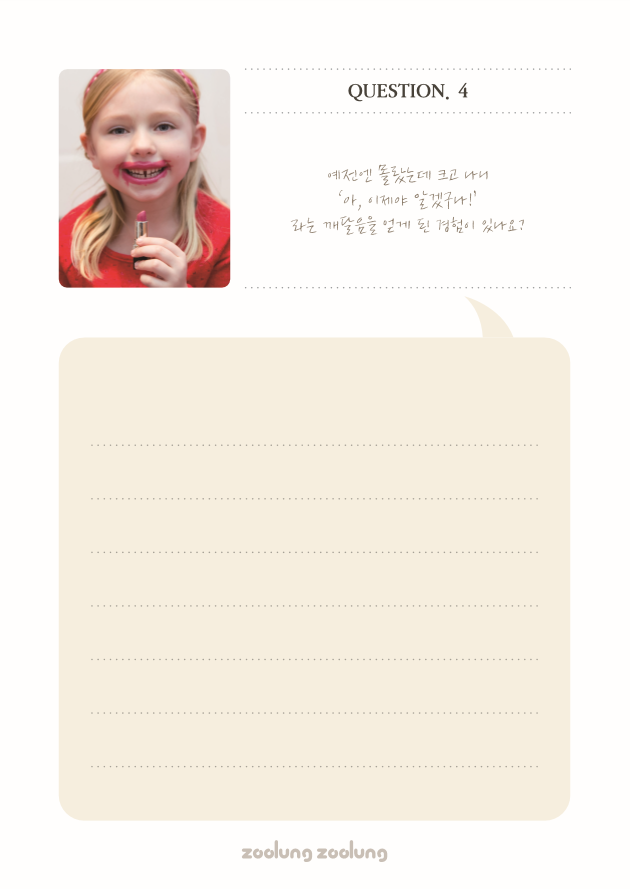 QUESTION. 4
예전엔 몰랐는데 크고 나니
'아, 이제야 알겠구나!'
라는 깨달음을 얻게 된 경험이 있나요?
zoolung zoolung